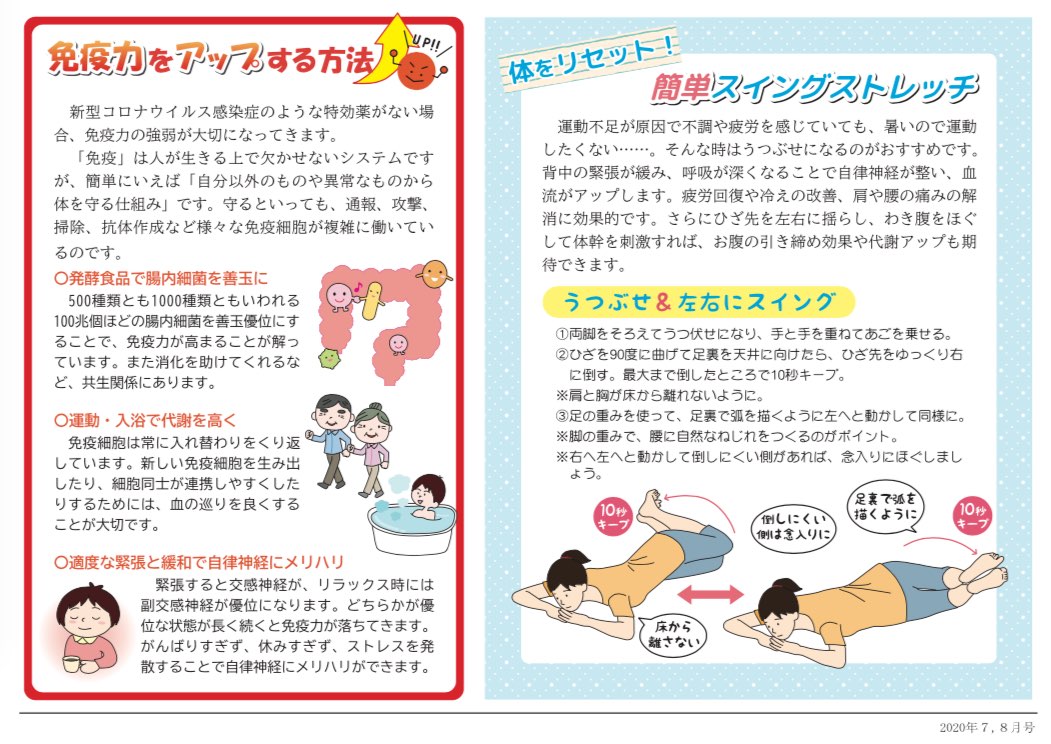 免疫力をアップする方法
UP!!
新型コロナウイルス感染症のような特効薬がない場
合、免疫力の強弱が大切になってきます。
「免疫」は人が生きる上で欠かせないシステムです
が、簡単にいえば「自分以外のものや異常なものから
体を守る仕組み」です。守るといっても、通報、攻撃、
掃除、抗体作成など様々な免疫細胞が複雑に働いてい
るのです。
〇発酵食品で腸内細菌を善玉に
500種類とも1000種類ともいわれる
100兆個ほどの腸内細菌を善玉優位にす
ることで、免疫力が高まることが解っ
ています。また消化を助けてくれるな
ど、共生関係にあります。
〇運動・入浴で代謝を高く
免疫細胞は常に入れ替わりをくり返
しています。新しい免疫細胞を生み出
したり、細胞同士が連携しやすくした
りするためには、血の巡りを良くする
ことが大切です。
〇適度な緊張と緩和で自律神経にメリハリ
緊張すると交感神経が、リラックス時には
副交感神経が優位になります。どちらかが優
位な状態が長く続くと免疫力が落ちてきます。
がんばりすぎず、休みすぎず、ストレスを発
散することで自律神経にメリハリができます。
体をリセット！
簡単スイングストレッチ
運動不足が原因で不調や疲労を感じていても、暑いので運動
したくない……。そんな時はうつぶせになるのがおすすめです。
背中の緊張が緩み、呼吸が深くなることで自律神経が整い、血
流がアップします。疲労回復や冷えの改善、肩や腰の痛みの解
消に効果的です。さらにひざ先を左右に揺らし、わき腹をほぐ
して体幹を刺激すれば、お腹の引き締め効果や代謝アップも期
待できます。
うつぶせ＆左右にスイング
①両脚をそろえてうつ伏せになり、手と手を重ねてあごを乗せる。
②ひざを90度に曲げて足裏を天井に向けたら、ひざ先をゆっくり右
に倒す。最大まで倒したところで10秒キープ。
※肩と胸が床から離れないように。
③足の重みを使って、足裏で弧を描くように左へと動かして同様に。
※脚の重みで、腰に自然なねじれをつくるのがポイント。
※右へ左へと動かして倒しにくい側があれば、念入りにほぐしまし
ょう。
10秒
キープ
倒しにくい
側は念入りに
足裏で弧を
描くように
10秒
キープ
床から
離さない
2020年７,８月号